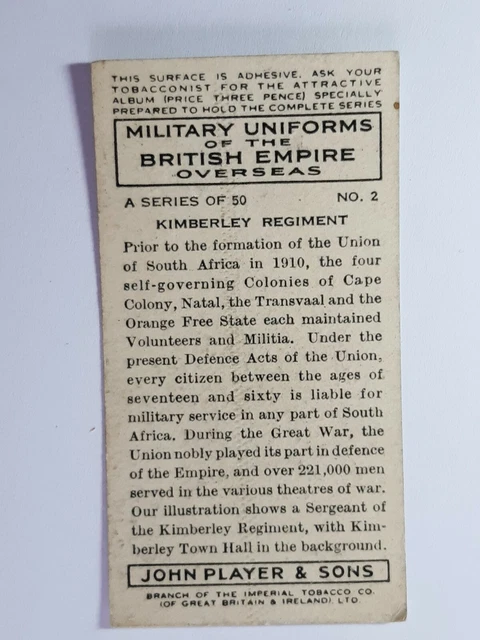 THIS SURFACE IS ADHESIVE. ASK YOUR
TOBACCONIST FOR THE ATTRACTIVE
ALBUM (PRICE THREE PENCE) SPECIALLY
PREPARED TO HOLD THE COMPLETE SERIES
MILITARY UNIFORMS
OF THE
BRITISH EMPIRE
OVERSEAS
A SERIES OF 50 NO. 2
KIMBERLEY REGIMENT
Prior to the formation of the Union
of South Africa in 1910, the four
self-governing Colonies of Cape
Colony, Natal, the Transvaal and the
Orange Free State each maintained
Volunteers and Militia. Under the
present Defence Acts of the Union,
every citizen between the ages of
seventeen and sixty is liable for
military service in any part of South
Africa. During the Great War, the
Union nobly played its part in defence
of the Empire, and over 221,000 men
served in the various theatres of war.
Our illustration shows a Sergeant of
the Kimberley Regiment, with Kim-
berley Town Hall in the background.
JOHN PLAYER & SONS
BRANCH OF THE IMPERIAL TOBACCO CO.
(OF GREAT BRITAIN & IRELAND) LTD.